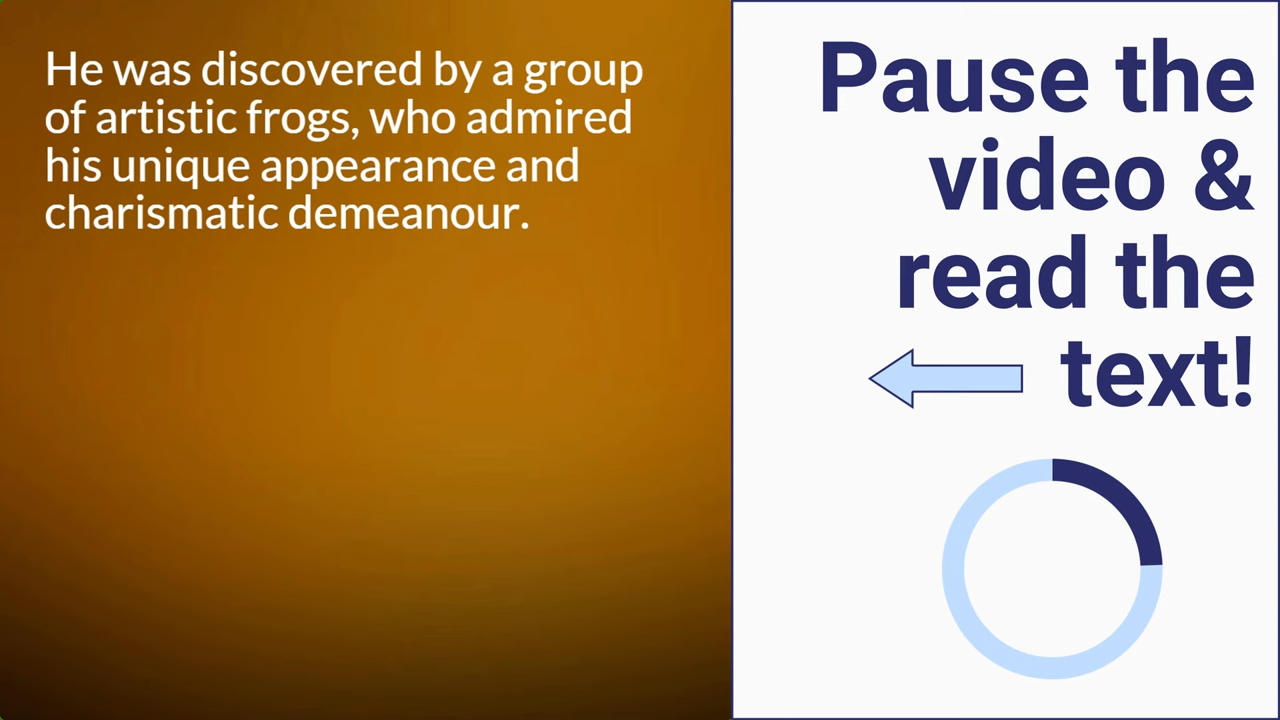 He was discovered by a group
of artistic frogs, who admired
his unique appearance and
charismatic demeanour.
Pause the
video &
read the
text!